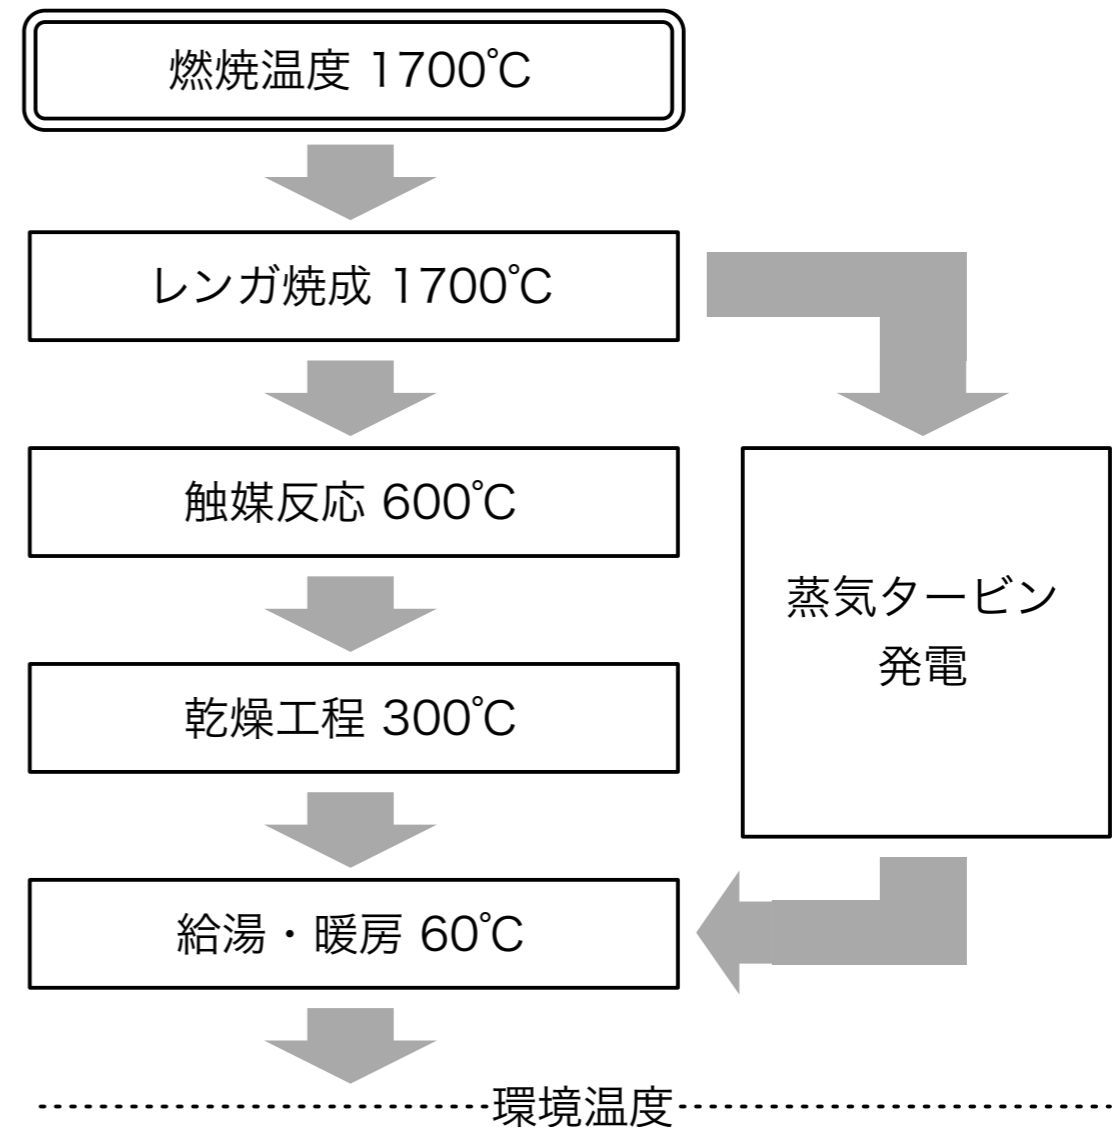 燃焼温度 1700℃
レンガ焼成 1700℃
触媒反応 600℃
蒸気タービン
発電
乾燥工程 300℃
給湯・暖房 60℃
環境温度